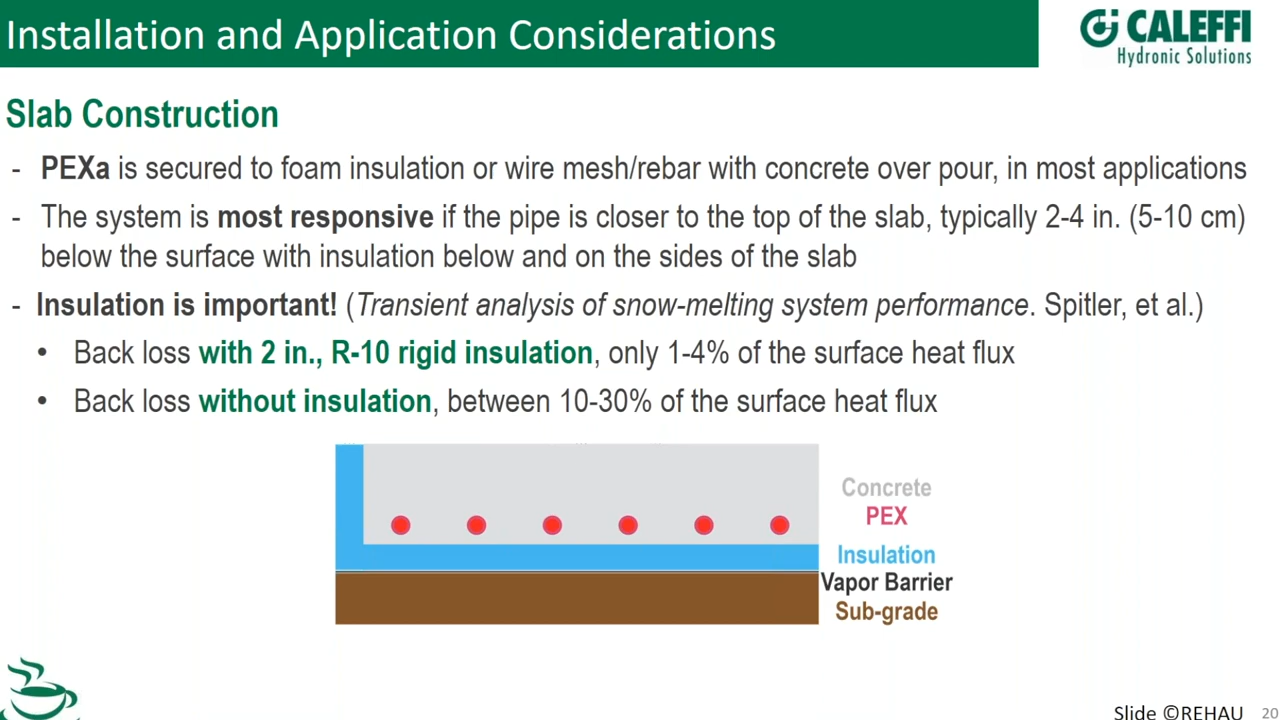 Installation and Application Considerations
CALEFFI
Hydronic Solutions
Slab Construction
- PEXa is secured to foam insulation or wire mesh/rebar with concrete over pour, in most applications
- The system is most responsive if the pipe is closer to the top of the slab, typically 2-4 in. (5-10 cm)
below the surface with insulation below and on the sides of the slab
- Insulation is important! (Transient analysis of snow-melting system performance. Spitler, et al.)
• Back loss with 2 in., R-10 rigid insulation, only 1-4% of the surface heat flux
• Back loss without insulation, between 10-30% of the surface heat flux
Concrete
PEX
Insulation
Vapor Barrier
Sub-grade
Slide ©REHAU 20